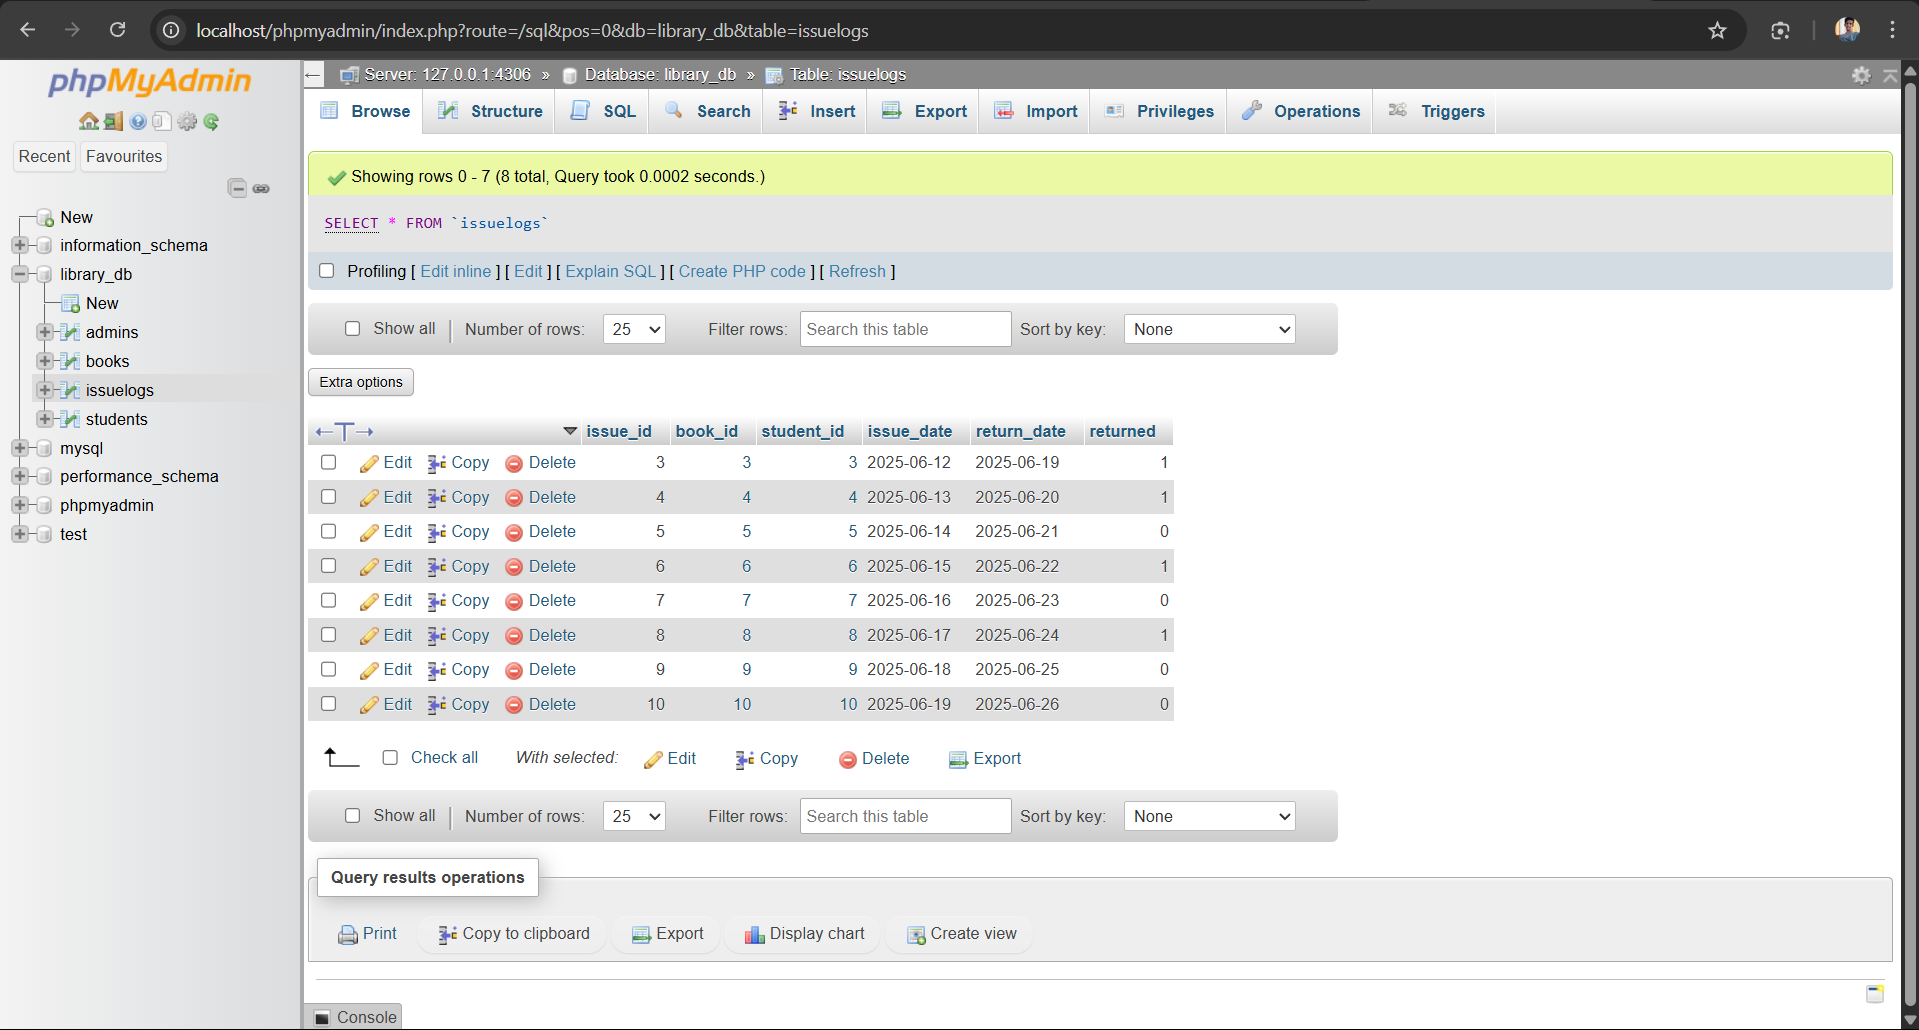 localhost/phpmyadmin/index.php?route=/sql&pos=0&db=library_db&table=issuelogs
phpMyAdmin
Recent Favourites
New
information_schema
library_db
New
admins
books
issuelogs
students
mysql
performance_schema
phpmyadmin
test
Server: 127.0.0.1:4306 » Database: library_db » Table: issuelogs
Browse Structure SQL Search Insert Export Import Privileges Operations Triggers
Showing rows 0 - 7 (8 total, Query took 0.0002 seconds.)
SELECT * FROM `issuelogs`
Profiling [ Edit inline ] [ Edit ] [ Explain SQL ] [ Create PHP code ] [ Refresh ]
Show all Number of rows: 25 Filter rows: Search this table Sort by key: None
Extra options
issue_id book_id student_id issue_date return_date returned
Edit Copy Delete 3 3 3 2025-06-12 2025-06-19 1
Edit Copy Delete 4 4 4 2025-06-13 2025-06-20 1
Edit Copy Delete 5 5 5 2025-06-14 2025-06-21 0
Edit Copy Delete 6 6 6 2025-06-15 2025-06-22 1
Edit Copy Delete 7 7 7 2025-06-16 2025-06-23 0
Edit Copy Delete 8 8 8 2025-06-17 2025-06-24 1
Edit Copy Delete 9 9 9 2025-06-18 2025-06-25 0
Edit Copy Delete 10 10 10 2025-06-19 2025-06-26 0
Check all With selected: Edit Copy Delete Export
Show all Number of rows: 25 Filter rows: Search this table Sort by key: None
Query results operations
Print Copy to clipboard Export Display chart Create view
Console